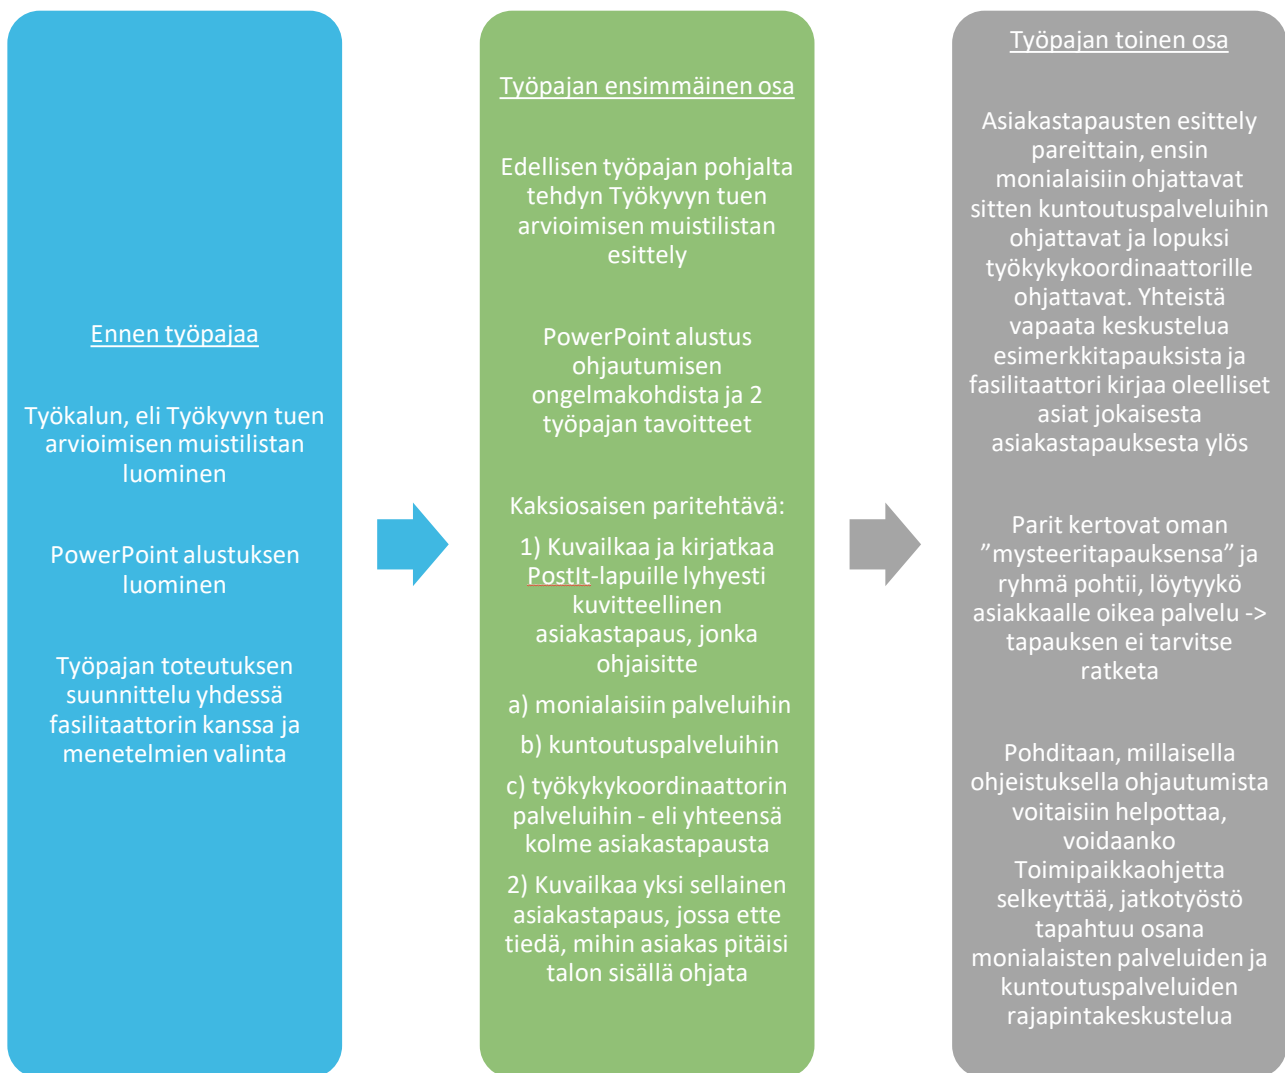 Ennen työpajaa
Työkalun, eli Työkyvyn tuen
arvioimisen muistilistan
luominen
PowerPoint alustuksen
luominen
Työpajan toteutuksen
suunnittelu yhdessä
fasilitaattorin kanssa ja
menetelmien valinta
Työpajan ensimmäinen osa
Edellisen työpajan pohjalta
tehdyn Työkyvyn tuen
arvioimisen muistilistan
esittely
PowerPoint alustus
ohjautumisen
ongelmakohdista ja 2
työpajan tavoitteet
Kaksiosaisen paritehtävä:
1) Kuvailkaa ja kirjatkaa
PostIt-lapuille lyhyesti
kuvitteellinen
asiakastapaus, jonka
ohjaisitte
a) monialaisiin palveluihin
b) kuntoutuspalveluihin
c) työkykykoordinaattorin
palveluihin - eli yhteensä
kolme asiakastapausta
2) Kuvailkaa yksi sellainen
asiakastapaus, jossa ette
tiedä, mihin asiakas pitäisi
talon sisällä ohjata
Työpajan toinen osa
Asiakastapausten esittely
pareittain, ensin
monialaisiin ohjattavat
sitten kuntoutuspalveluihin
ohjattavat ja lopuksi
työkykykoordinaattorille
ohjattavat. Yhteistä
vapaata keskustelua
esimerkkitapauksista ja
fasilitaattori kirjaa oleelliset
asiat jokaisesta
asiakastapauksesta ylös
Parit kertovat oman
”mysteeritapauksensa” ja
ryhmä pohtii, löytyykö
asiakkaalle oikea palvelu ->
tapauksen ei tarvitse
ratketa
Pohditaan, millaisella
ohjeistuksella ohjautumista
voitaisiin helpottaa,
voidaanko
Toimipaikkaohjetta
selkeyttää, jatkotyöstö
tapahtuu osana
monialaisten palveluiden ja
kuntoutuspalveluiden
rajapintakeskustelua